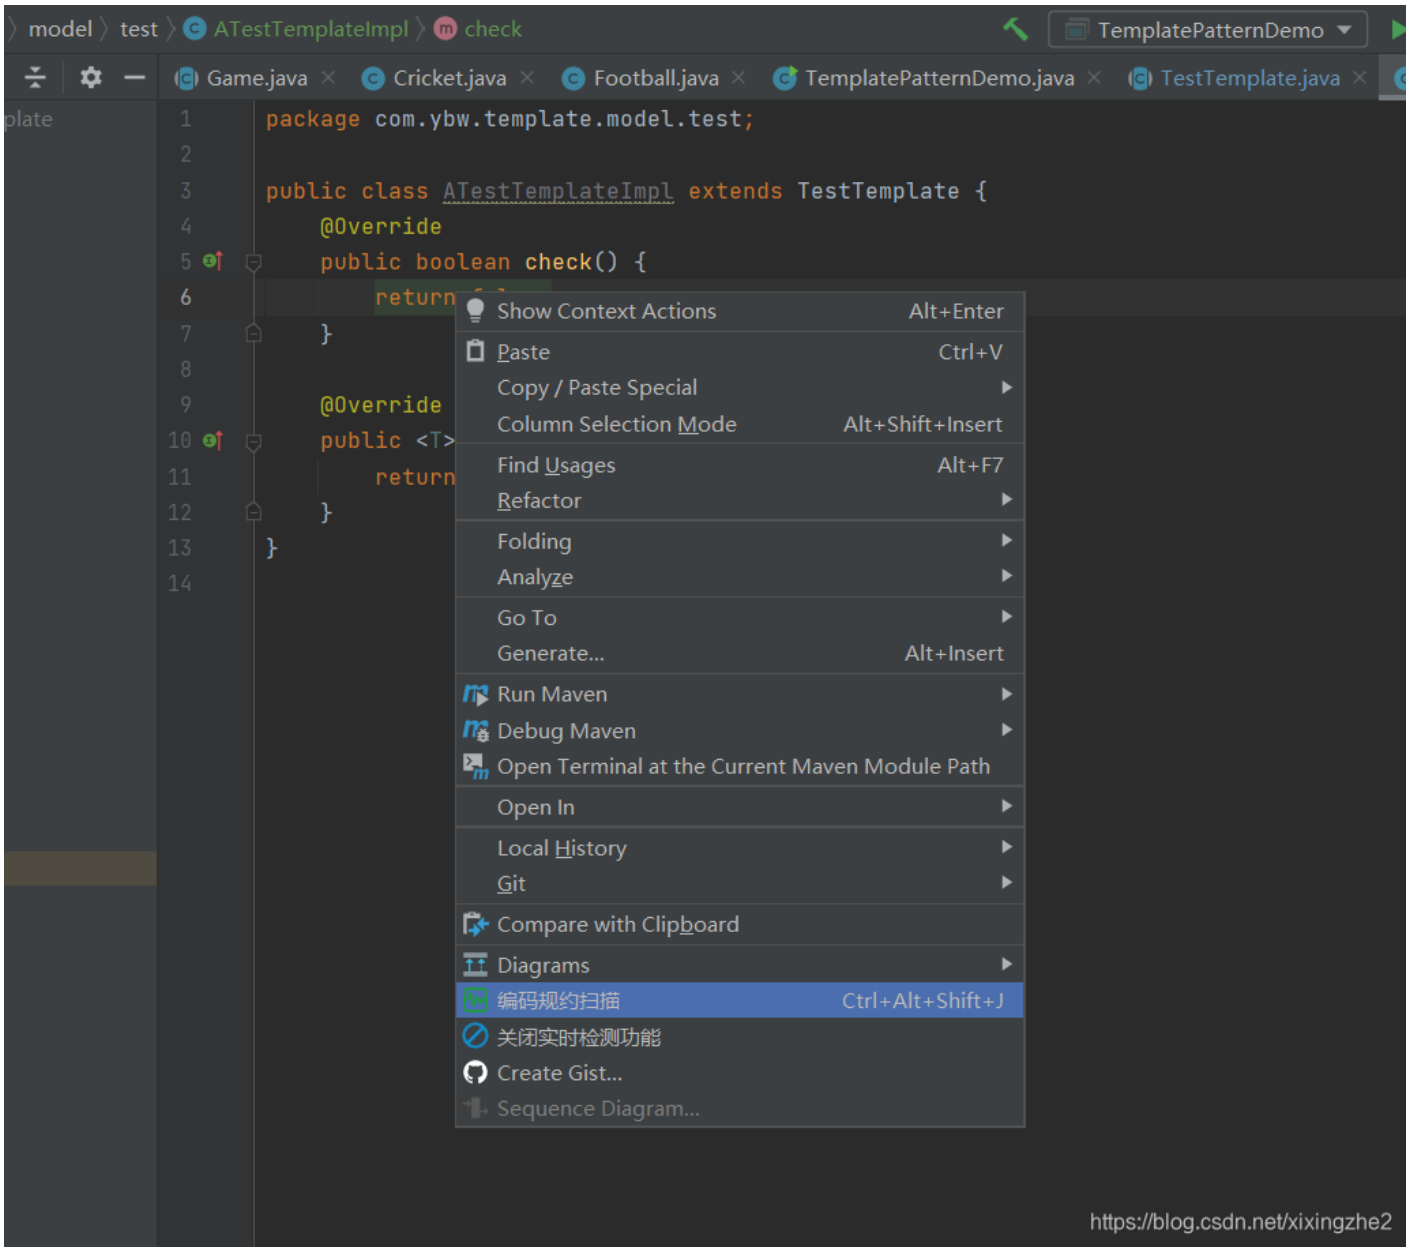 model test ATestTemplateImpl check TemplatePatternDemo
Game.java Cricket.java Football.java TemplatePatternDemo.java TestTemplate.java
plate
1 package com.ybw.template.model.test;
2
3 public class ATestTemplateImpl extends TestTemplate {
4 @Override
5 public boolean check() {
6 return
7 }
8
9 @Override
10 public <T>
11 return
12 }
13 }
14
Show Context Actions Alt+Enter
Paste Ctrl+V
Copy / Paste Special
Column Selection Mode Alt+Shift+Insert
Find Usages Alt+F7
Refactor
Folding
Analyze
Go To
Generate... Alt+Insert
Run Maven
Debug Maven
Open Terminal at the Current Maven Module Path
Open In
Local History
Git
Compare with Clipboard
Diagrams
编码规约扫描 Ctrl+Alt+Shift+J
关闭实时检测功能
Create Gist...
Sequence Diagram...
https://blog.csdn.net/xixingzhe2